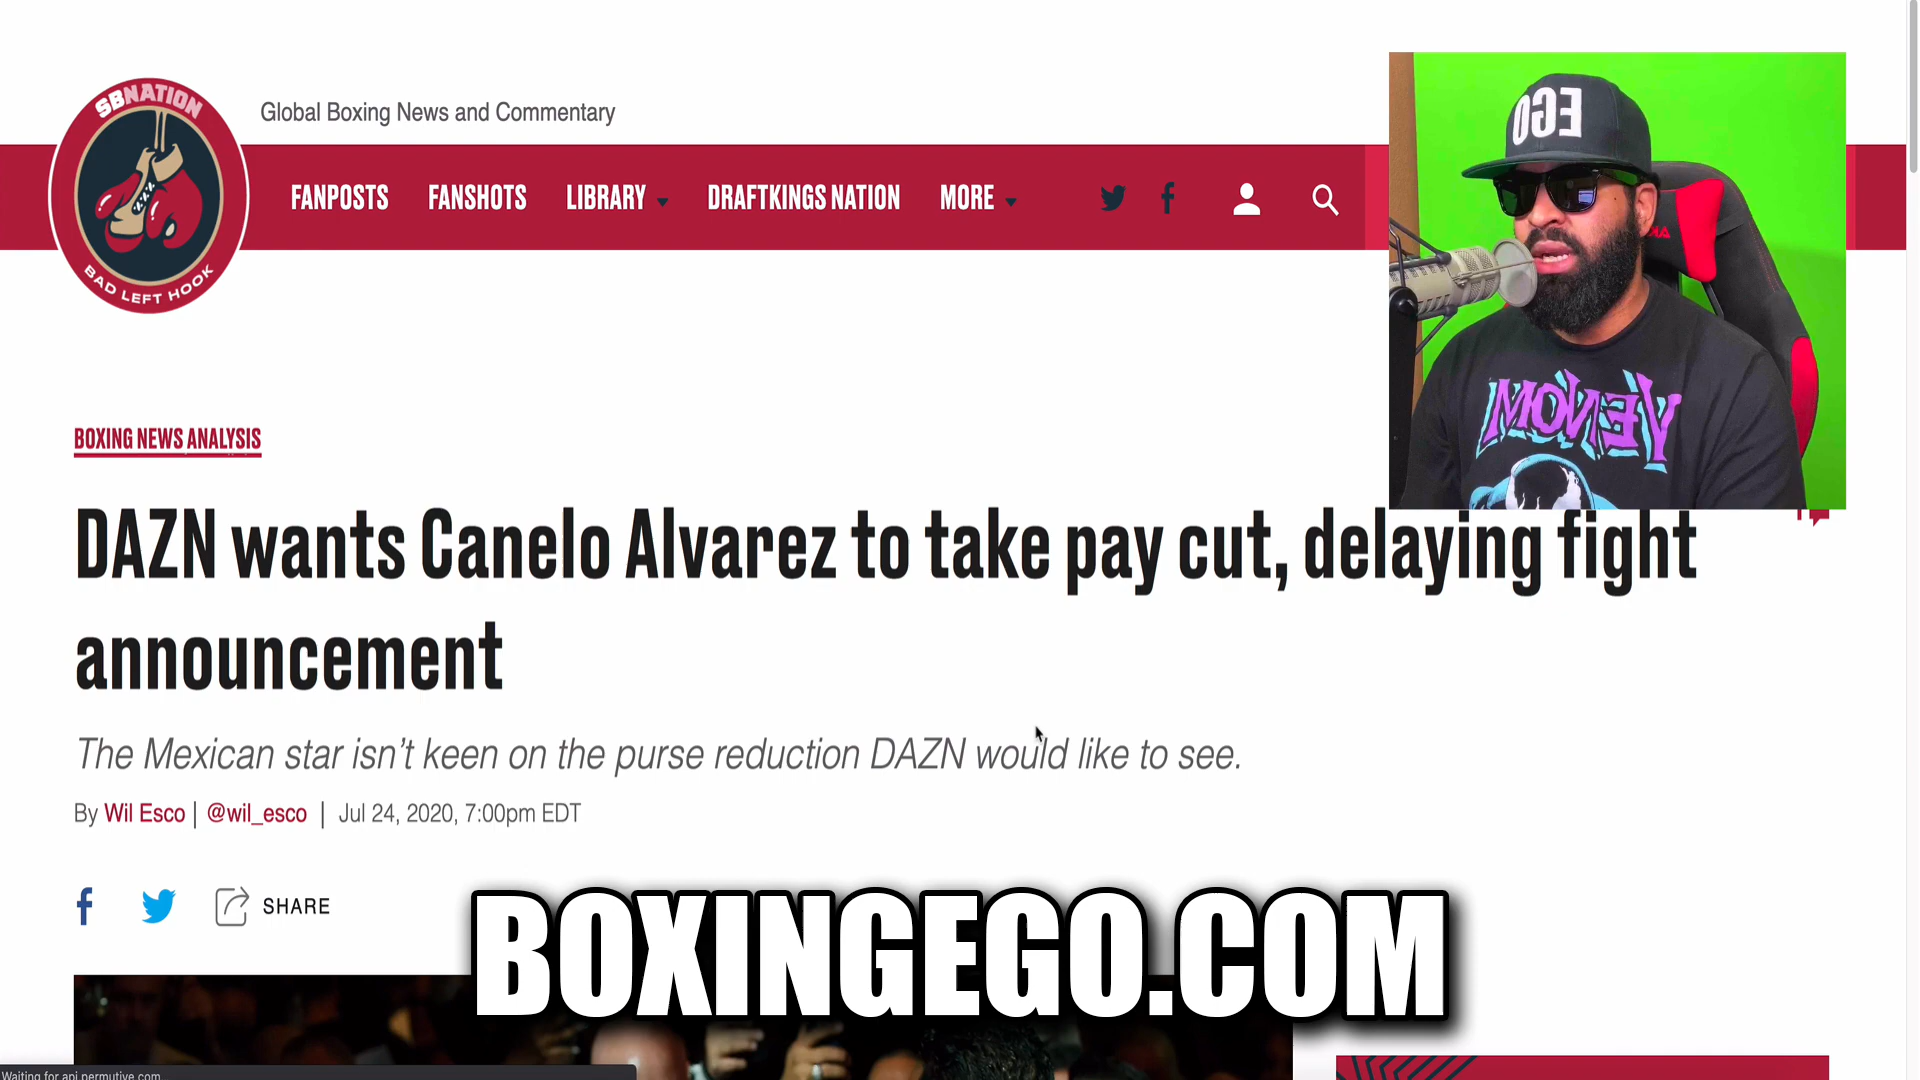 SBNATION
BAD LEFT HOOK
Global Boxing News and Commentary
FANPOSTS FANSHOTS LIBRARY DRAFTKINGS NATION MORE
EGO
VENOM
BOXING NEWS ANALYSIS
DAZN wants Canelo Alvarez to take pay cut, delaying fight
announcement
The Mexican star isn't keen on the purse reduction DAZN would like to see.
By Wil Esco | @wil_esco | Jul 24, 2020, 7:00pm EDT
SHARE
BOXINGEGO.COM
Waiting for api.permutive.com